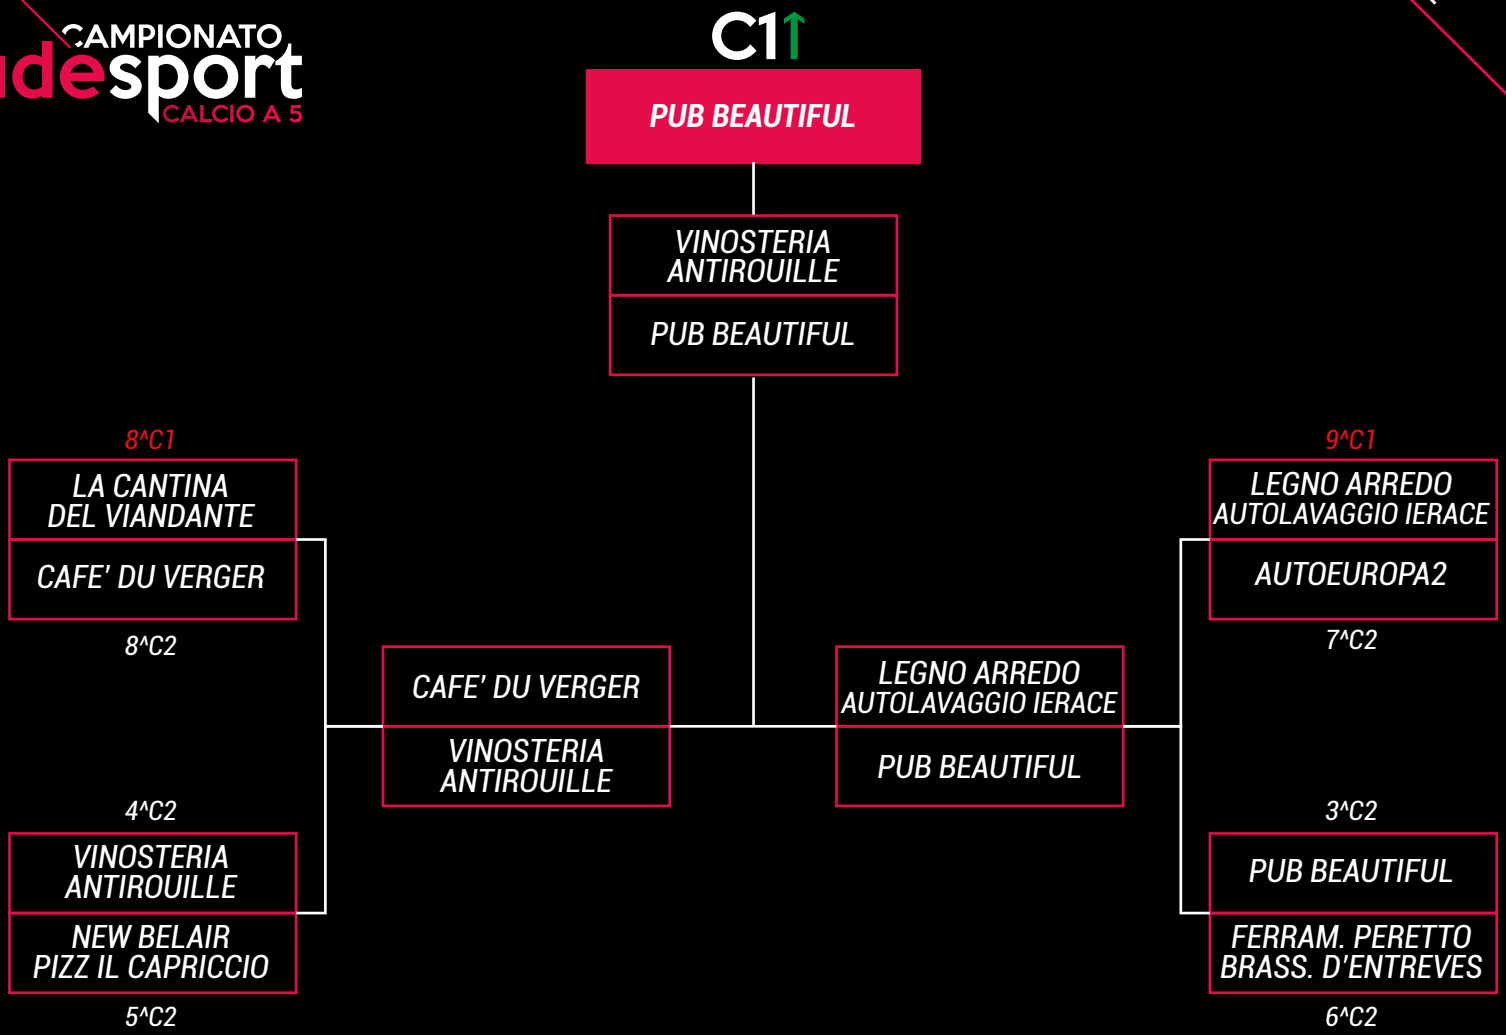 CAMPIONATO
desport
CALCIO A 5
C1↑
PUB BEAUTIFUL
VINOSTERIA
ANTIROUILLE
PUB BEAUTIFUL
8^C1
LA CANTINA
DEL VIANDANTE
CAFE' DU VERGER
8^C2
9^C1
LEGNO ARREDO
AUTOLAVAGGIO IERACE
AUTOEUROPA2
7^C2
CAFE' DU VERGER
VINOSTERIA
ANTIROUILLE
LEGNO ARREDO
AUTOLAVAGGIO IERACE
PUB BEAUTIFUL
4^C2
VINOSTERIA
ANTIROUILLE
NEW BELAIR
PIZZ IL CAPRICCIO
5^C2
3^C2
PUB BEAUTIFUL
FERRAM. PERETTO
BRASS. D'ENTREVES
6^C2